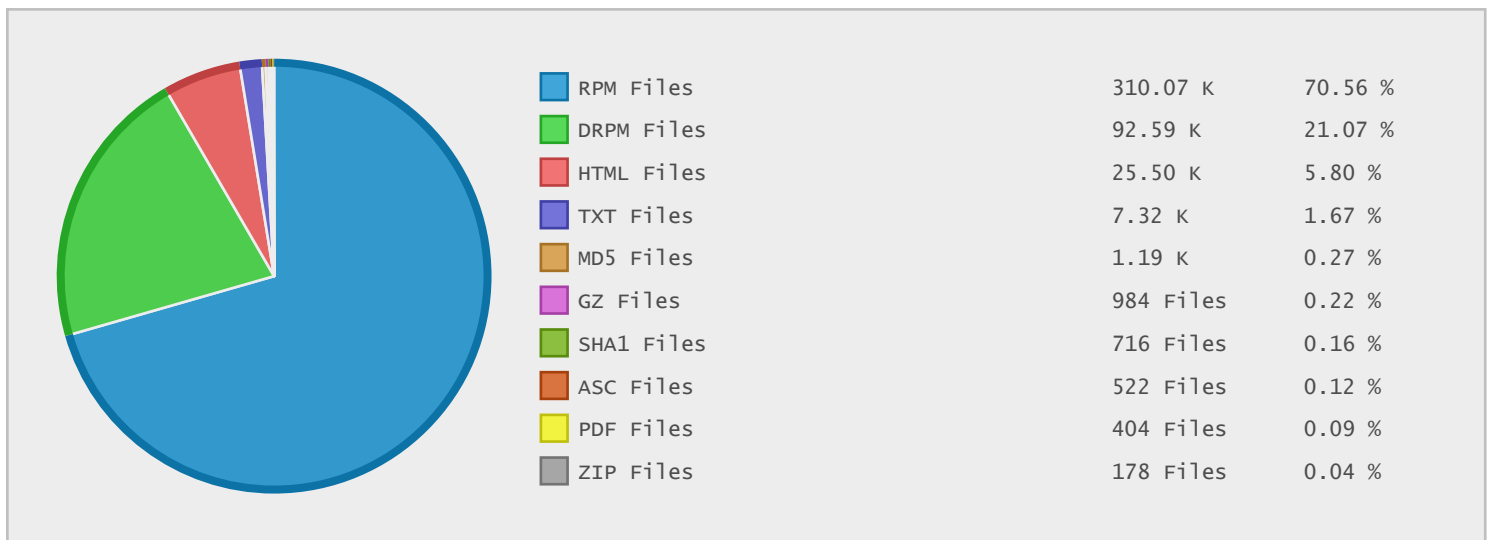 RPM Files 310.07 K 70.56 %
DRPM Files 92.59 K 21.07 %
HTML Files 25.50 K 5.80 %
TXT Files 7.32 K 1.67 %
MD5 Files 1.19 K 0.27 %
GZ Files 984 Files 0.22 %
SHA1 Files 716 Files 0.16 %
ASC Files 522 Files 0.12 %
PDF Files 404 Files 0.09 %
ZIP Files 178 Files 0.04 %